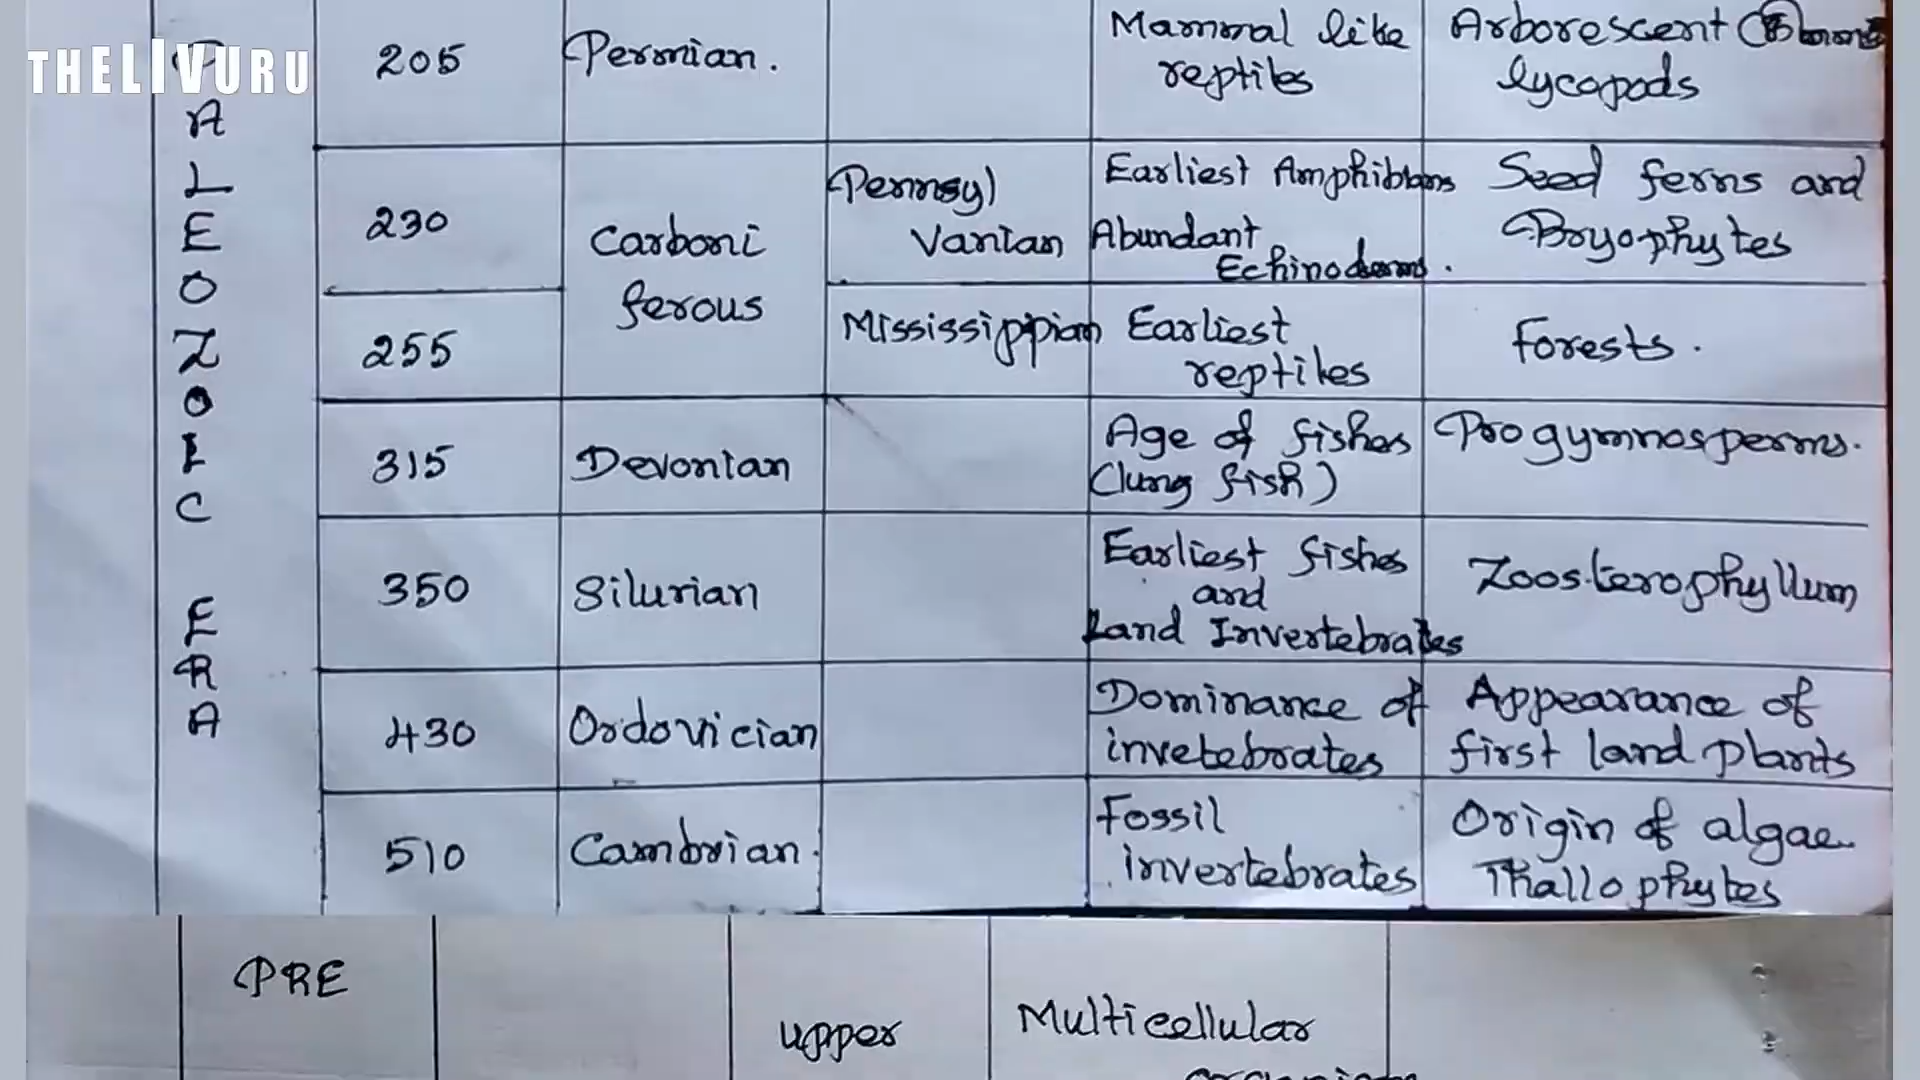 THELIVURU
PALEOZOIC ERA
205 Permian. Mammal like Arborescent
reptiles lycopods
230 Carboni Pennsyl Earliest Amphibians Seed ferns and
ferous vanian Abundant Bryophytes
Echinoderms.
255 Mississippian Earliest Forests.
reptiles
315 Devonian Age of fishes Progymnosperms.
(lung fish)
350 Silurian Earliest fishes Zoosterophyllum
and
Land Invertebrates
430 Ordovician Dominance of Appearance of
invetebrates first land plants
510 Cambrian. Fossil Origin of algae
invertebrates Thallophytes
PRE
upper Multicellular